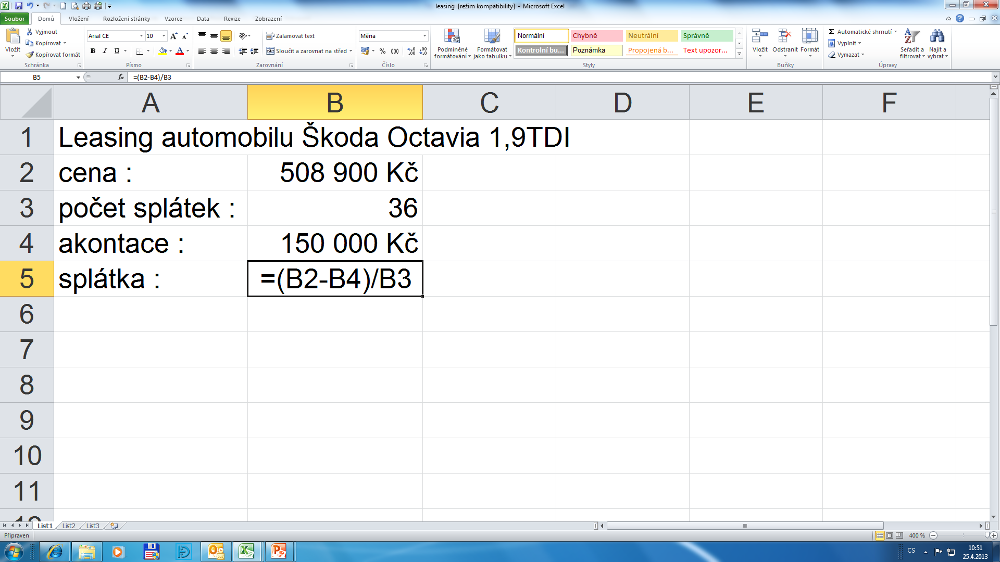 leasing [režim kompatibility] - Microsoft Excel
Soubor Domů Vložení Rozložení stránky Vzorce Data Revize Zobrazení
Vložit
Vyjmout
Kopírovat
Kopírovat formát
Schránka
Arial CE 10
B I U A
Písmo
Zalamovat text
Sloučit a zarovnat na střed
Zarovnání
Měna
% 000
Číslo
Podmíněné formátování
Formátovat jako tabulku
Normální Chybně Neutrální Správně
Kontrolní bu... Poznámka Propojená b... Text upozor...
Styly
Vložit Odstranit Formát
Buňky
Σ Automatické shrnutí
Vyplnit
Vymazat
Seřadit a filtrovat
Najít a vybrat
Úpravy
B5 fx =(B2-B4)/B3
A B C D E F
1 Leasing automobilu Škoda Octavia 1,9TDI
2 cena : 508 900 Kč
3 počet splátek : 36
4 akontace : 150 000 Kč
5 splátka : =(B2-B4)/B3
6
7
8
9
10
11
12
List1 List2 List3
Připraven 400 %
CS 10:51
25.4.2013